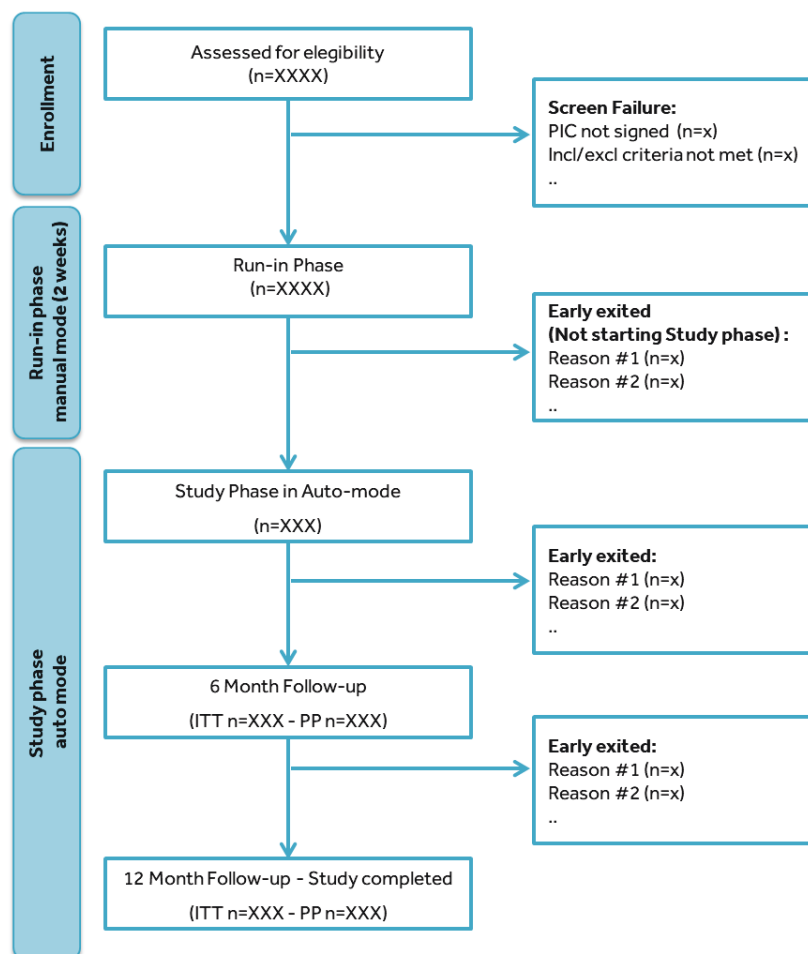 Enrollment
Assessed for elegibility
(n=XXXX)
Screen Failure:
PIC not signed (n=x)
Incl/excl criteria not met (n=x)
..
Run-in phase
manual mode (2 weeks)
Run-in Phase
(n=XXXX)
Early exited
(Not starting Study phase) :
Reason #1 (n=x)
Reason #2 (n=x)
..
Study phase
auto mode
Study Phase in Auto-mode
(n=XXX)
Early exited:
Reason #1 (n=x)
Reason #2 (n=x)
..
6 Month Follow-up
(ITT n=XXX - PP n=XXX)
Early exited:
Reason #1 (n=x)
Reason #2 (n=x)
..
12 Month Follow-up - Study completed
(ITT n=XXX - PP n=XXX)